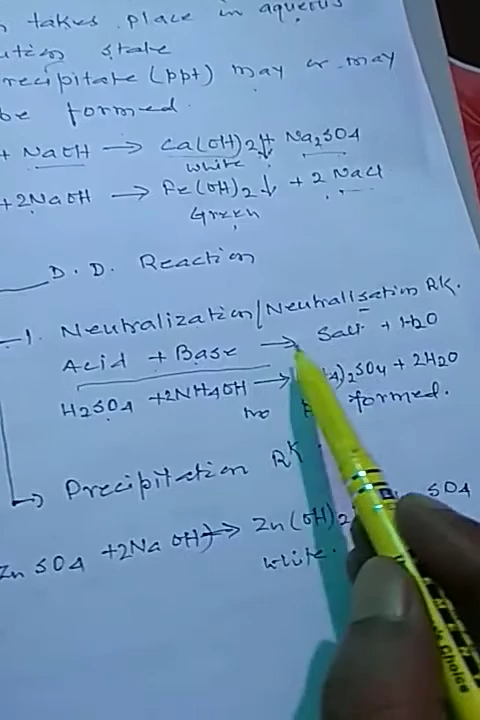 takes place in aqueous
state
precipitate (ppt) may or may
be formed.
+ NaOH → Ca(OH)2↓+ Na2SO4
white
+2NaOH → Fe(OH)2↓ + 2 NaCl
Green
D. D. Reaction
1. Neutralization/Neutralisation Rx.
Acid + Base → Salt + H2O
H2SO4 +2NH4OH → 2SO4 + 2H2O
No formed.
→ Precipitation Rx.
Zn SO4 +2Na OH → Zn(OH)2 SO4
white.